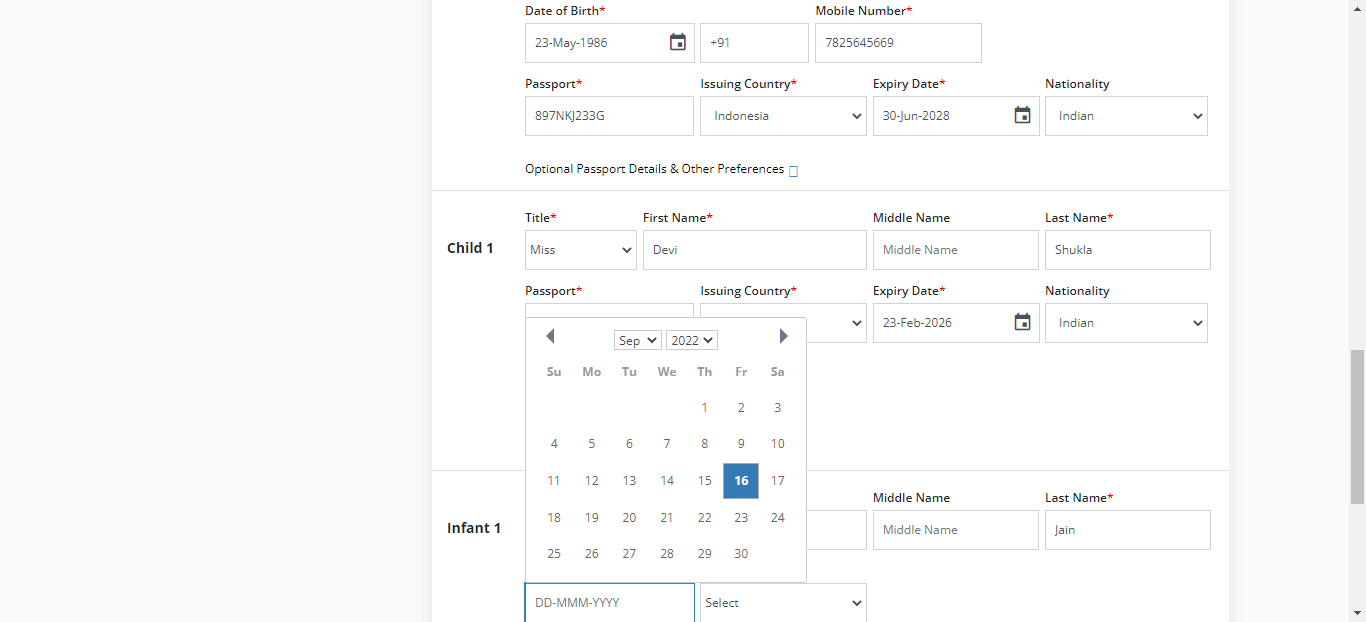 Date of Birth* Mobile Number*
23-May-1986 +91 7825645669
Passport* Issuing Country* Expiry Date* Nationality
897NKJ233G Indonesia 30-Jun-2028 Indian
Optional Passport Details & Other Preferences
Title* First Name* Middle Name Last Name*
Child 1 Miss Devi Middle Name Shukla
Passport* Issuing Country* Expiry Date* Nationality
23-Feb-2026 Indian
Sep 2022
Su Mo Tu We Th Fr Sa
1 2 3
4 5 6 7 8 9 10
11 12 13 14 15 16 17
18 19 20 21 22 23 24
25 26 27 28 29 30
Middle Name Last Name*
Infant 1 Middle Name Jain
DD-MMM-YYYY Select